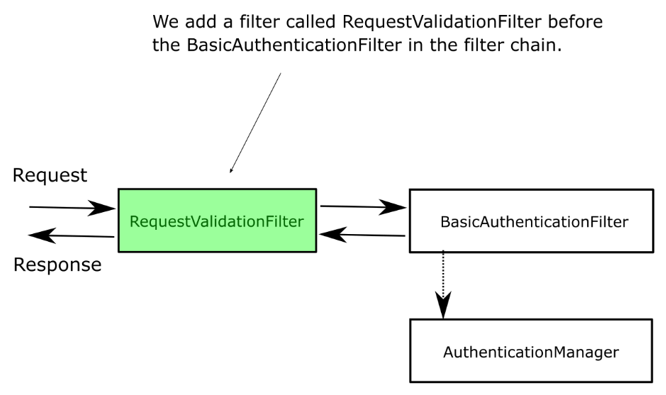 We add a filter called RequestValidationFilter before
the BasicAuthenticationFilter in the filter chain.
Request
RequestValidationFilter
BasicAuthenticationFilter
Response
AuthenticationManager